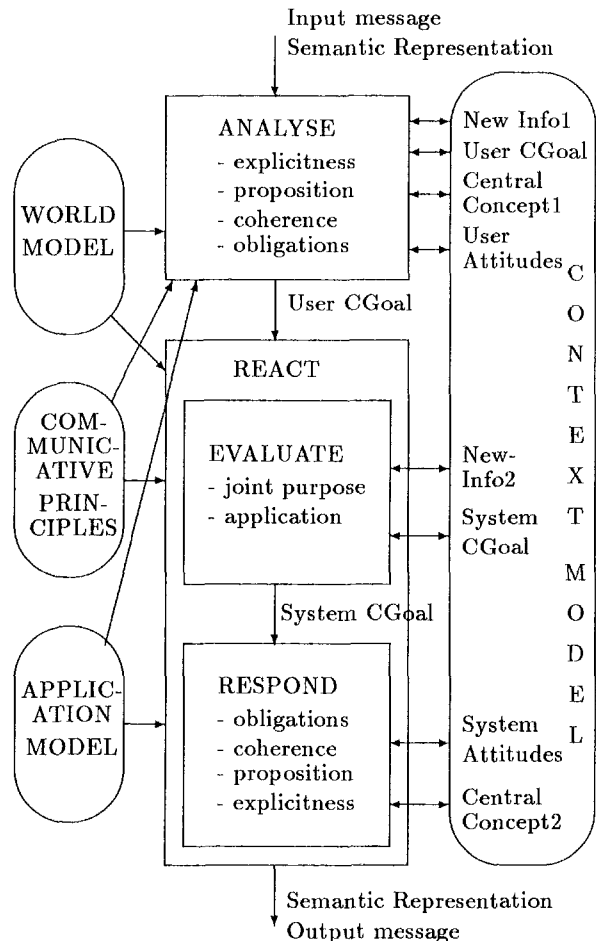 Input message
Semantic Representation
ANALYSE
- explicitness
- proposition
- coherence
- obligations
New Info1
User CGoal
Central
Concept1
User
Attitudes
WORLD
MODEL
User CGoal
REACT
COM-
MUNIC-
ATIVE
PRIN-
CIPLES
EVALUATE
- joint purpose
- application
New-
Info2
System
CGoal
System CGoal
APPLIC-
ATION
MODEL
RESPOND
- obligations
- coherence
- proposition
- explicitness
System
Attitudes
Central
Concept2
C
O
N
T
E
X
T
M
O
D
E
L
Semantic Representation
Output message